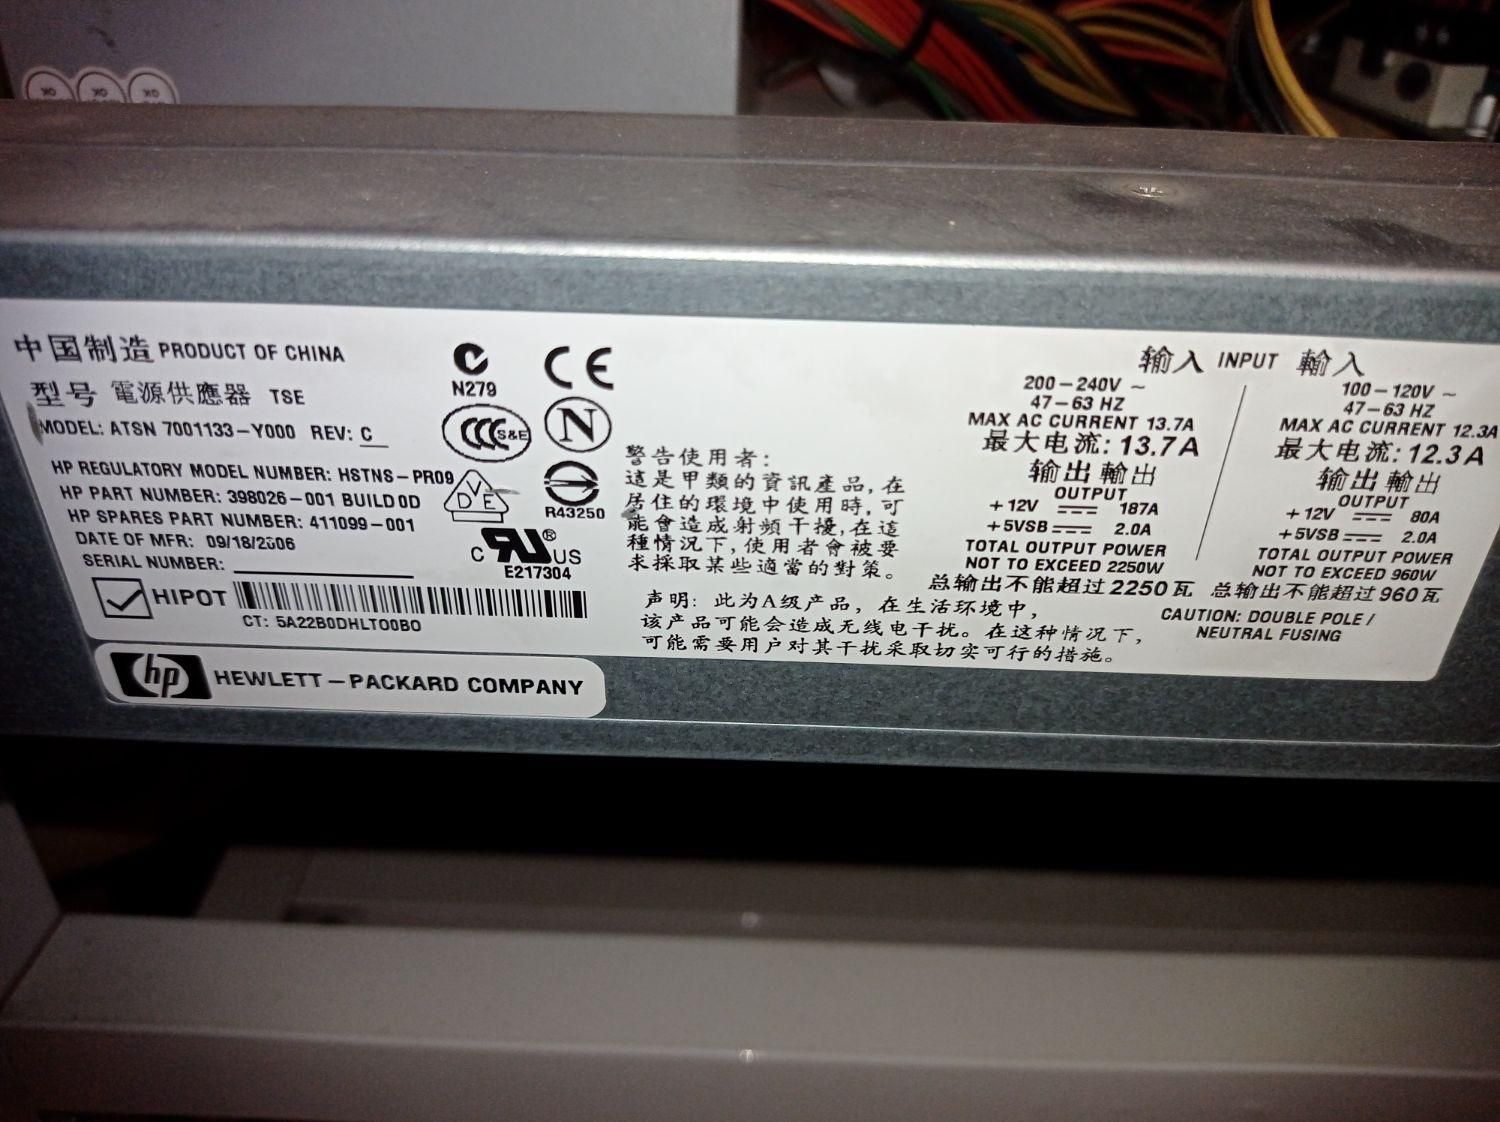 OK OK OK
中国制造 PRODUCT OF CHINA
型号 電源供應器 TSE
MODEL: ATSN 7001133-Y000 REV: C
HP REGULATORY MODEL NUMBER: HSTNS-PR09
HP PART NUMBER: 398026-001 BUILD 0D
HP SPARES PART NUMBER: 411099-001
DATE OF MFR: 09/18/2006
SERIAL NUMBER:
HIPOT
CT: 5A22B0DHLT00B0
hp HEWLETT-PACKARD COMPANY
N279
CE
CCC S&E
N
DVE
R43250
c RU ® US
E217304
警告使用者:
這是甲類的資訊產品,在
居住的環境中使用時,可
能會造成射頻干擾,在這
種情況下,使用者會被要
求採取某些適當的對策。
声明: 此为A级产品, 在生活环境中,
该产品可能会造成无线电干扰。在这种情况下,
可能需要用户对其干扰采取切实可行的措施。
输入 INPUT 輸入
200-240V ~
47-63 HZ
MAX AC CURRENT 13.7A
最大电流: 13.7A
输出 輸出
OUTPUT
+12V 187A
+5VSB 2.0A
TOTAL OUTPUT POWER
NOT TO EXCEED 2250W
总输出不能超过 2250 瓦
100-120V ~
47-63 HZ
MAX AC CURRENT 12.3A
最大电流: 12.3A
输出 輸出
OUTPUT
+12V 80A
+5VSB 2.0A
TOTAL OUTPUT POWER
NOT TO EXCEED 960W
总输出不能超过 960 瓦
CAUTION: DOUBLE POLE /
NEUTRAL FUSING